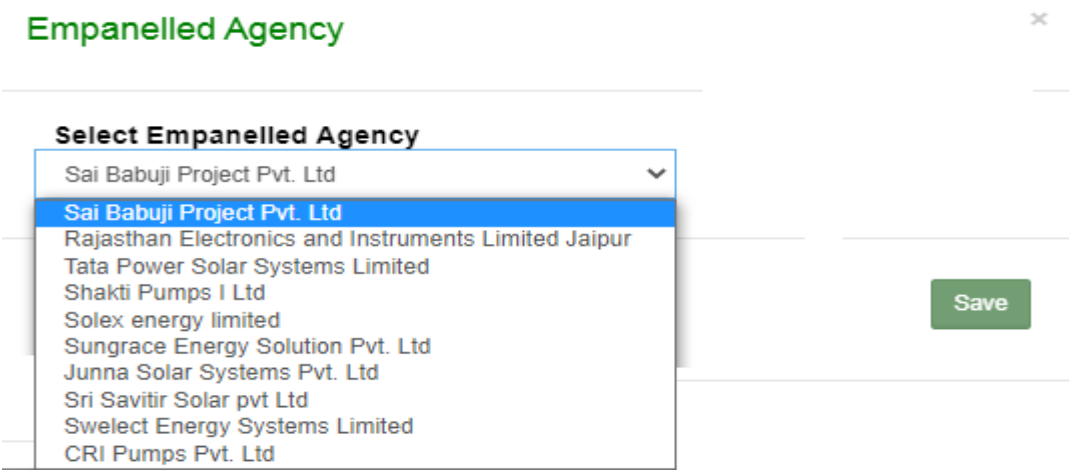 Empanelled Agency
×
Select Empanelled Agency
Sai Babuji Project Pvt. Ltd
Sai Babuji Project Pvt. Ltd
Rajasthan Electronics and Instruments Limited Jaipur
Tata Power Solar Systems Limited
Shakti Pumps I Ltd
Solex energy limited
Sungrace Energy Solution Pvt. Ltd
Junna Solar Systems Pvt. Ltd
Sri Savitir Solar pvt Ltd
Swelect Energy Systems Limited
CRI Pumps Pvt. Ltd
Save